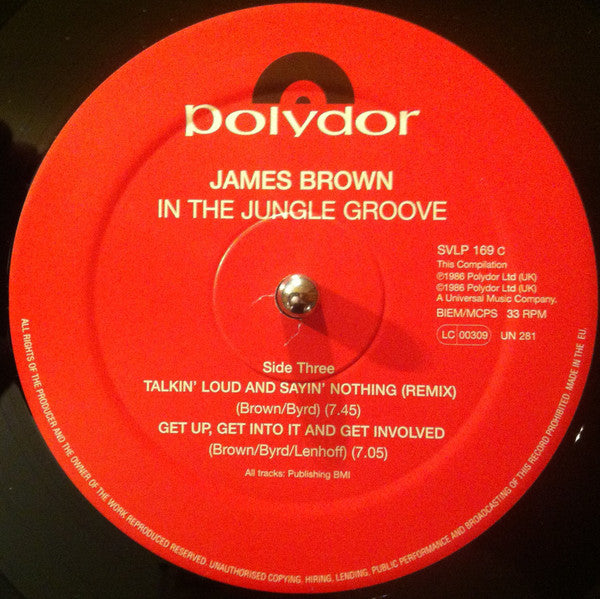 polydor
JAMES BROWN
IN THE JUNGLE GROOVE
SVLP 169 C
This Compilation
℗1986 Polydor Ltd (UK)
©1986 Polydor Ltd (UK)
A Universal Music Company.
BIEM/MCPS 33 RPM
LC 00309 UN 281
Side Three
TALKIN' LOUD AND SAYIN' NOTHING (REMIX)
(Brown/Byrd) (7.45)
GET UP, GET INTO IT AND GET INVOLVED
(Brown/Byrd/Lenhoff) (7.05)
All tracks: Publishing BMI
ALL RIGHTS OF THE PRODUCER AND THE OWNER OF THE WORK REPRODUCED RESERVED. UNAUTHORISED COPYING, HIRING, LENDING, PUBLIC PERFORMANCE AND BROADCASTING OF THIS RECORD PROHIBITED. MADE IN THE EU.